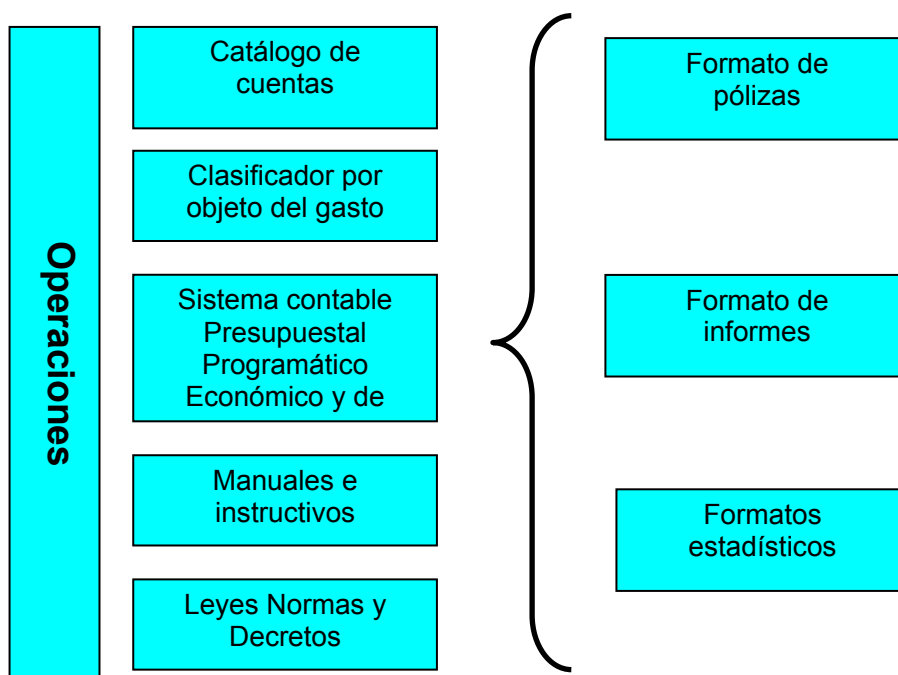 Operaciones
Catálogo de
cuentas
Clasificador por
objeto del gasto
Sistema contable
Presupuestal
Programático
Económico y de
Manuales e
instructivos
Leyes Normas y
Decretos
Formato de
pólizas
Formato de
informes
Formatos
estadísticos